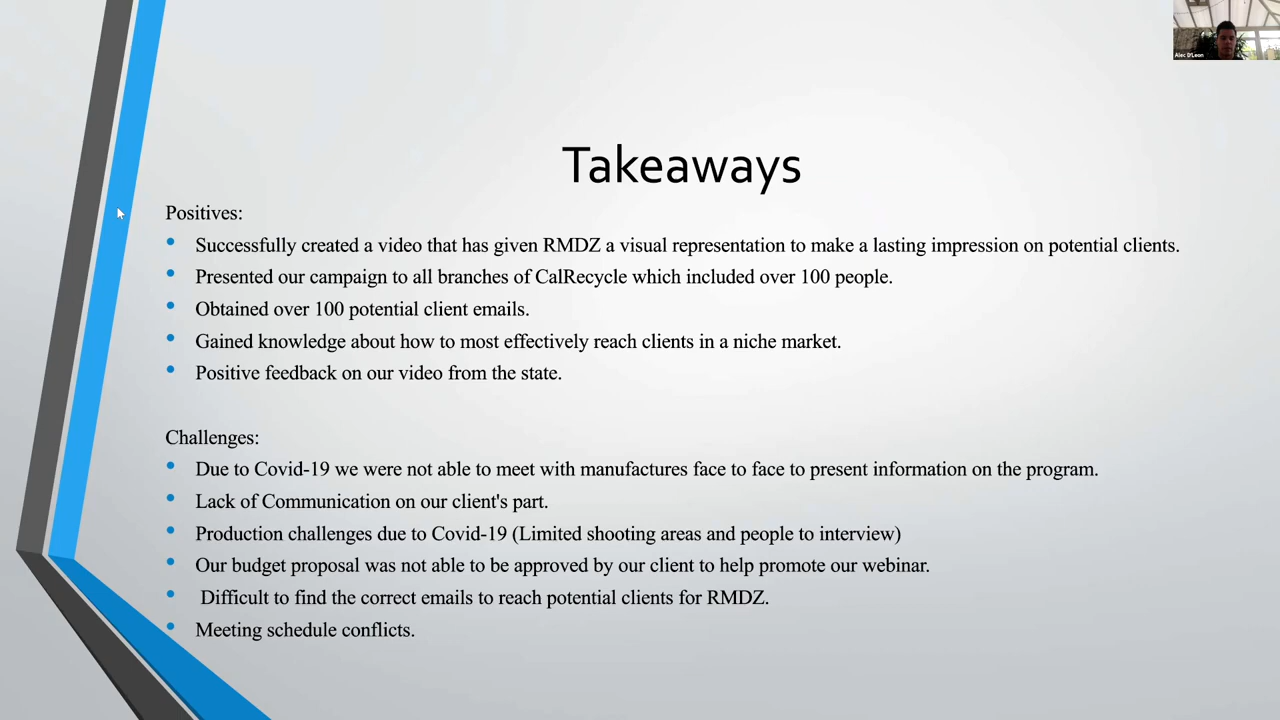 Alec D'Leon
Takeaways
Positives:
Successfully created a video that has given RMDZ a visual representation to make a lasting impression on potential clients.
Presented our campaign to all branches of CalRecycle which included over 100 people.
Obtained over 100 potential client emails.
Gained knowledge about how to most effectively reach clients in a niche market.
Positive feedback on our video from the state.
Challenges:
Due to Covid-19 we were not able to meet with manufactures face to face to present information on the program.
Lack of Communication on our client's part.
Production challenges due to Covid-19 (Limited shooting areas and people to interview)
Our budget proposal was not able to be approved by our client to help promote our webinar.
Difficult to find the correct emails to reach potential clients for RMDZ.
Meeting schedule conflicts.